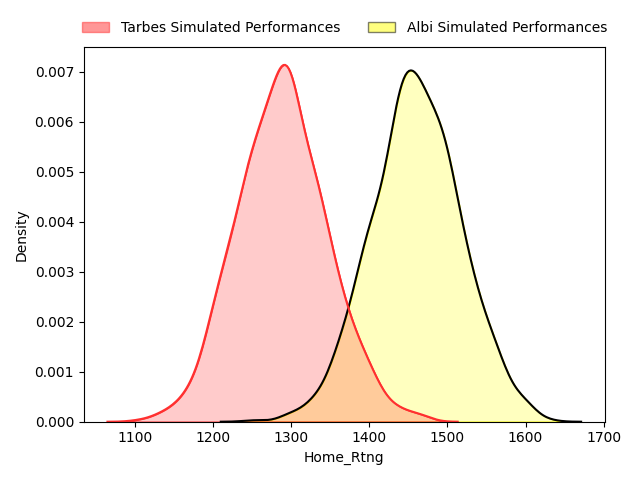 Tarbes Simulated Performances Albi Simulated Performances
0.007
0.006
0.005
0.004
0.003
0.002
0.001
0.000
Density
1100 1200 1300 1400 1500 1600 1700
Home_Rtng